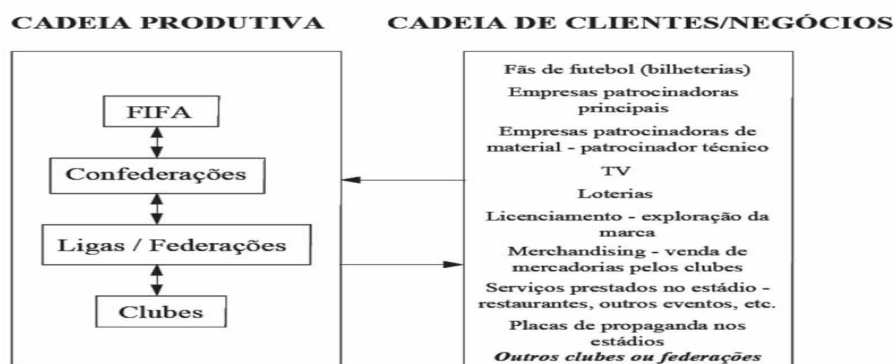 CADEIA PRODUTIVA
CADEIA DE CLIENTES/NEGÓCIOS
FIFA
Confederações
Ligas / Federações
Clubes
Fãs de futebol (bilheterias)
Empresas patrocinadoras
principais
Empresas patrocinadoras de
material - patrocinador técnico
TV
Loterias
Licenciamento - exploração da
marca
Merchandising - venda de
mercadorias pelos clubes
Serviços prestados no estádio -
restaurantes, outros eventos, etc.
Placas de propaganda nos
estádios
Outros clubes ou federações